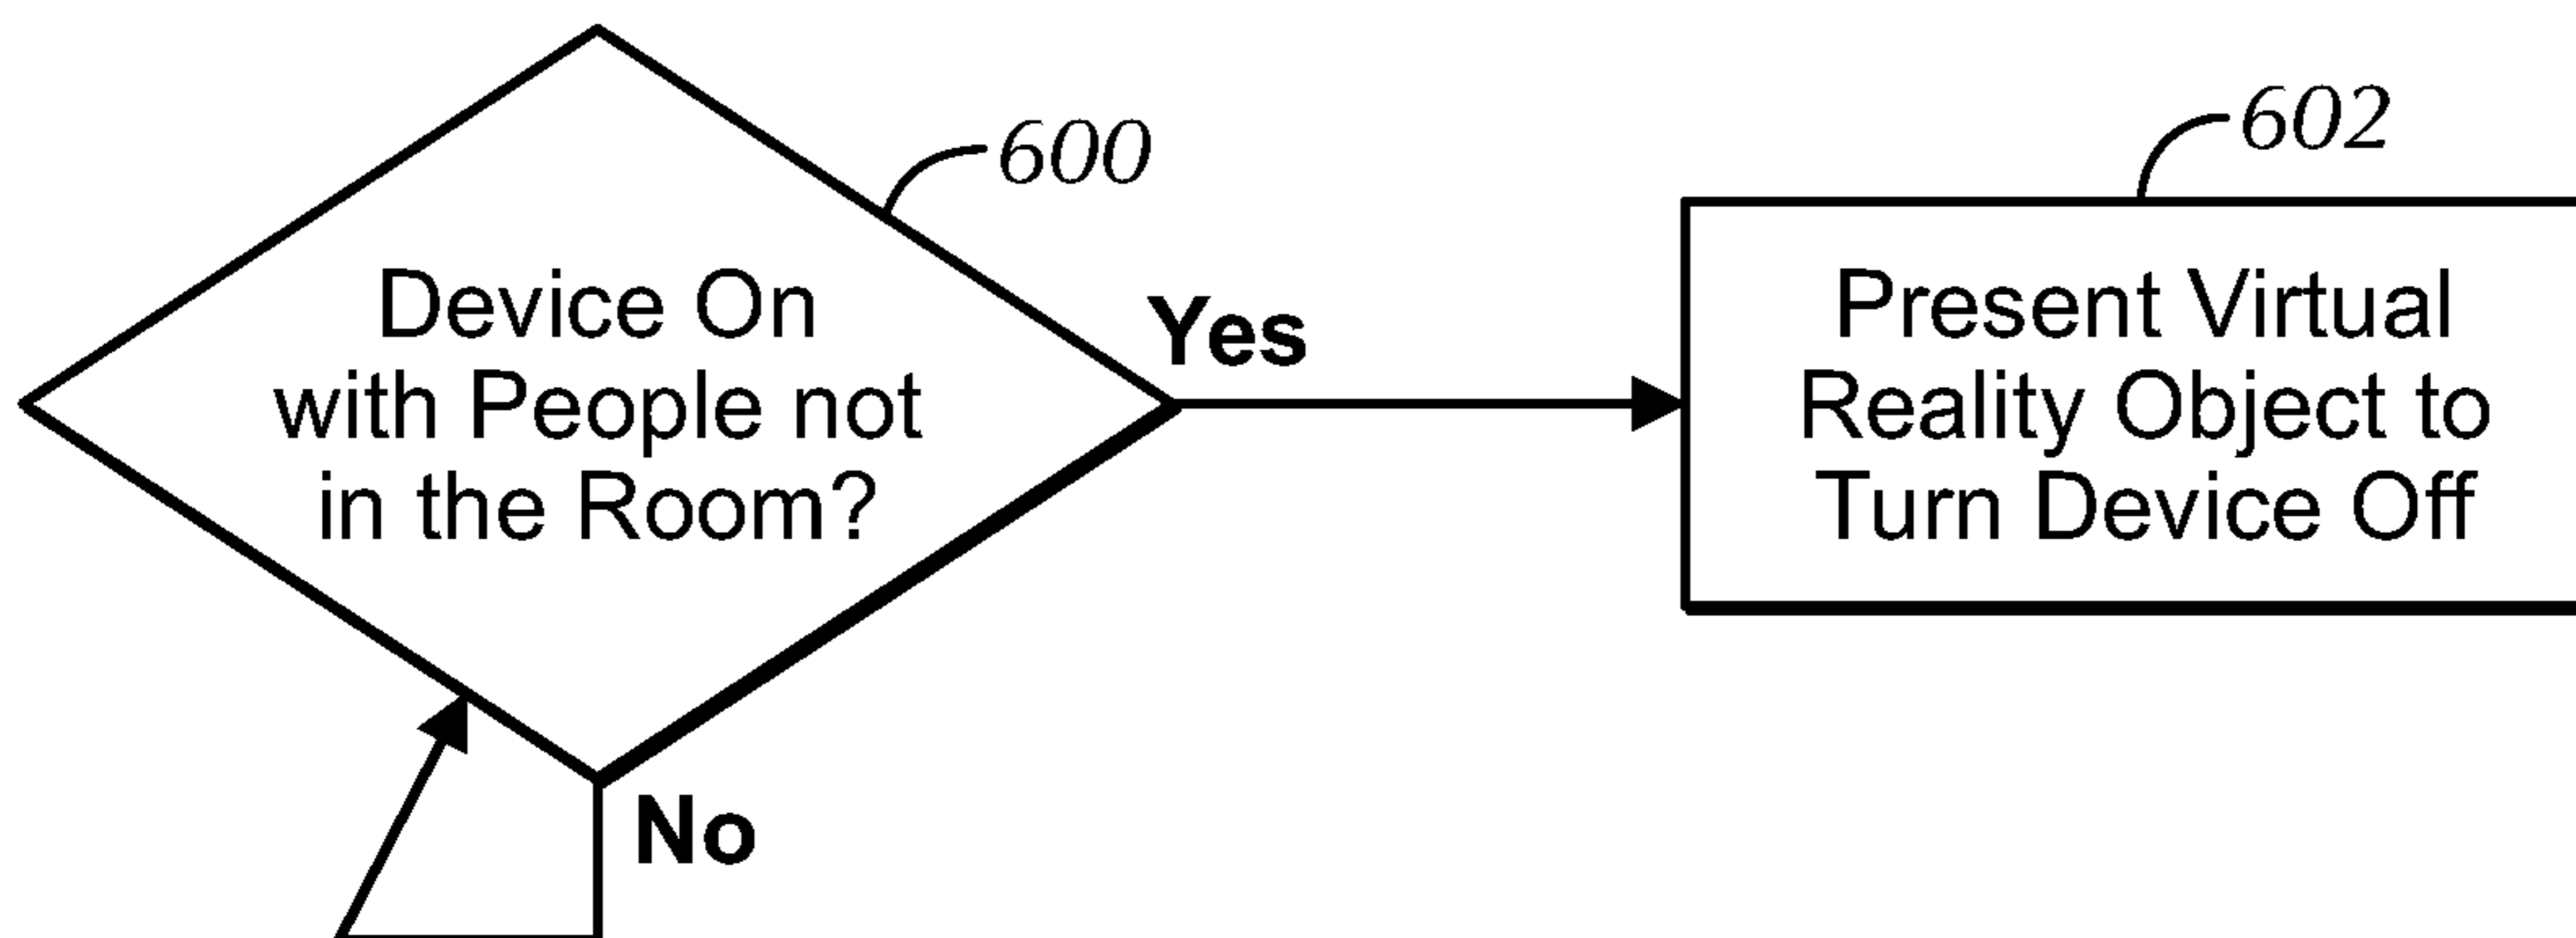 600
Device On
with People not
in the Room?
Yes
No
602
Present Virtual
Reality Object to
Turn Device Off